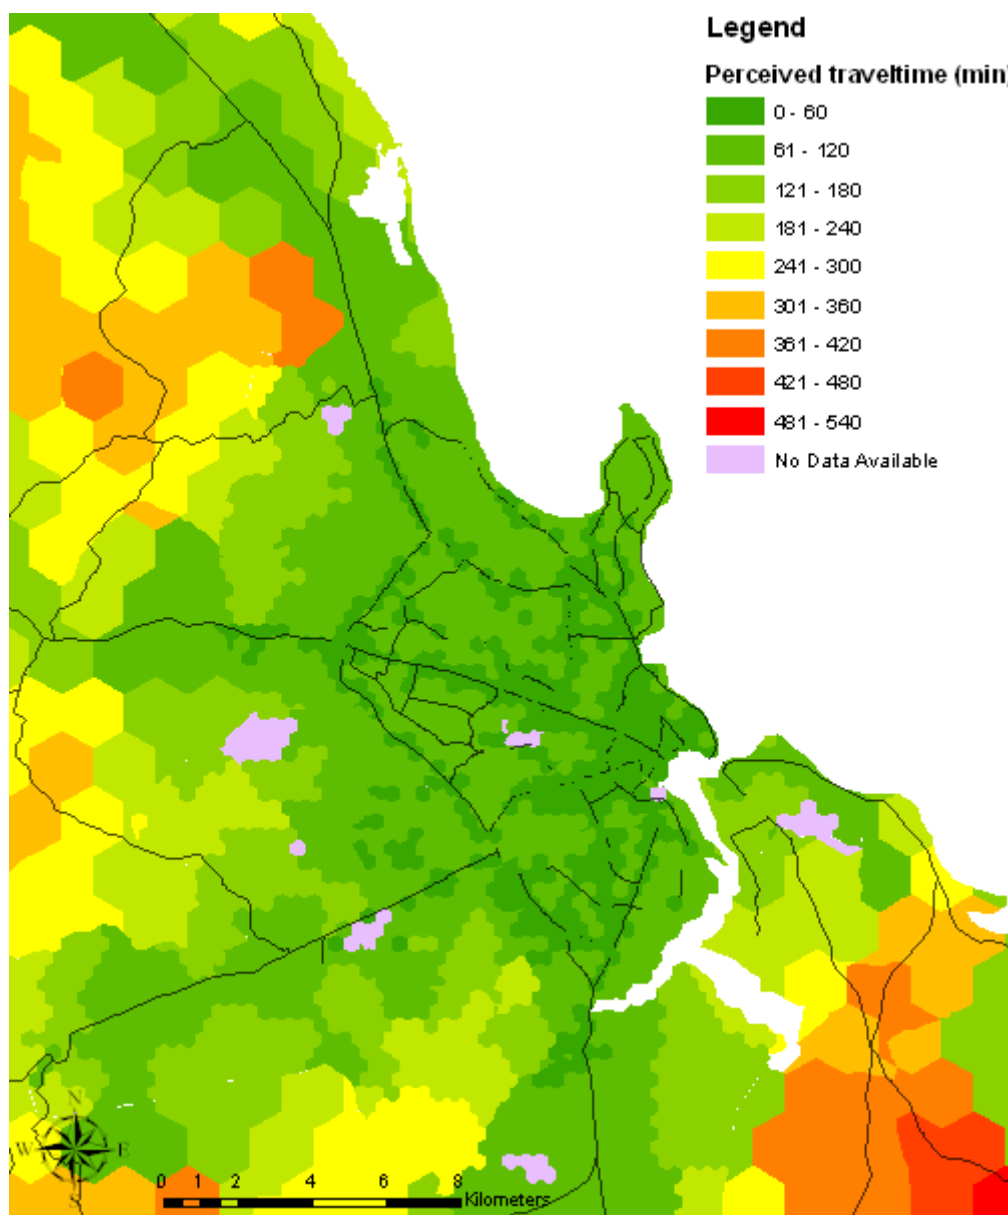 Legend
Perceived traveltime (min)
0 - 60
61 - 120
121 - 180
181 - 240
241 - 300
301 - 360
361 - 420
421 - 480
481 - 540
No Data Available
N
W E
S
0 1 2 4 6 8
Kilometers